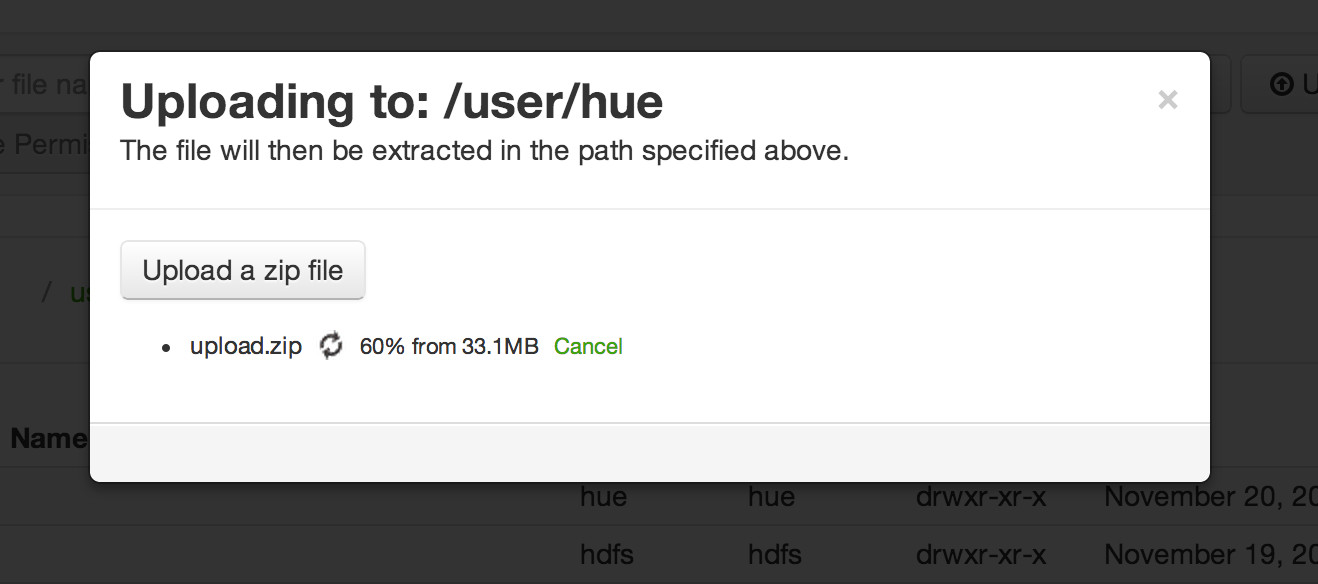 Uploading to: /user/hue
The file will then be extracted in the path specified above.
file na
U
Permi
Upload a zip file
/ us
upload.zip 60% from 33.1MB Cancel
Name
hue hue drwxr-xr-x November 20, 20
hdfs hdfs drwxr-xr-x November 19, 20